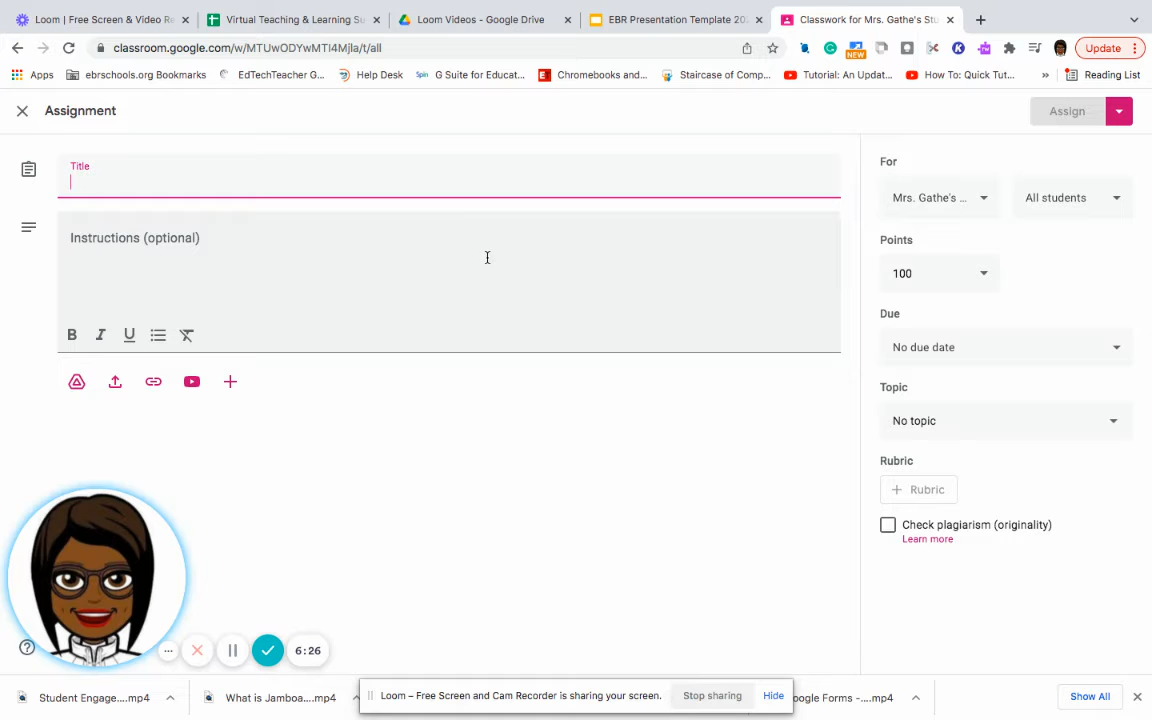 Loom | Free Screen & Video Re
Virtual Teaching & Learning Su
Loom Videos - Google Drive
EBR Presentation Template 202
Classwork for Mrs. Gathe's Stu
classroom.google.com/w/MTUwODYwMTI4Mjla/t/all
NEW
Update
Apps
ebrschools.org Bookmarks
EdTechTeacher G...
Help Desk
Spin
G Suite for Educat...
ET
Chromebooks and...
Staircase of Comp...
Tutorial: An Updat...
How To: Quick Tut...
»
Reading List
Assignment
Assign
Title
Instructions (optional)
B I U
For
Mrs. Gathe's ...
All students
Points
100
Due
No due date
Topic
No topic
Rubric
+ Rubric
Check plagiarism (originality)
Learn more
6:26
Student Engage....mp4
What is Jamboa....mp4
Loom – Free Screen and Cam Recorder is sharing your screen.
Stop sharing
Hide
oogle Forms -....mp4
Show All